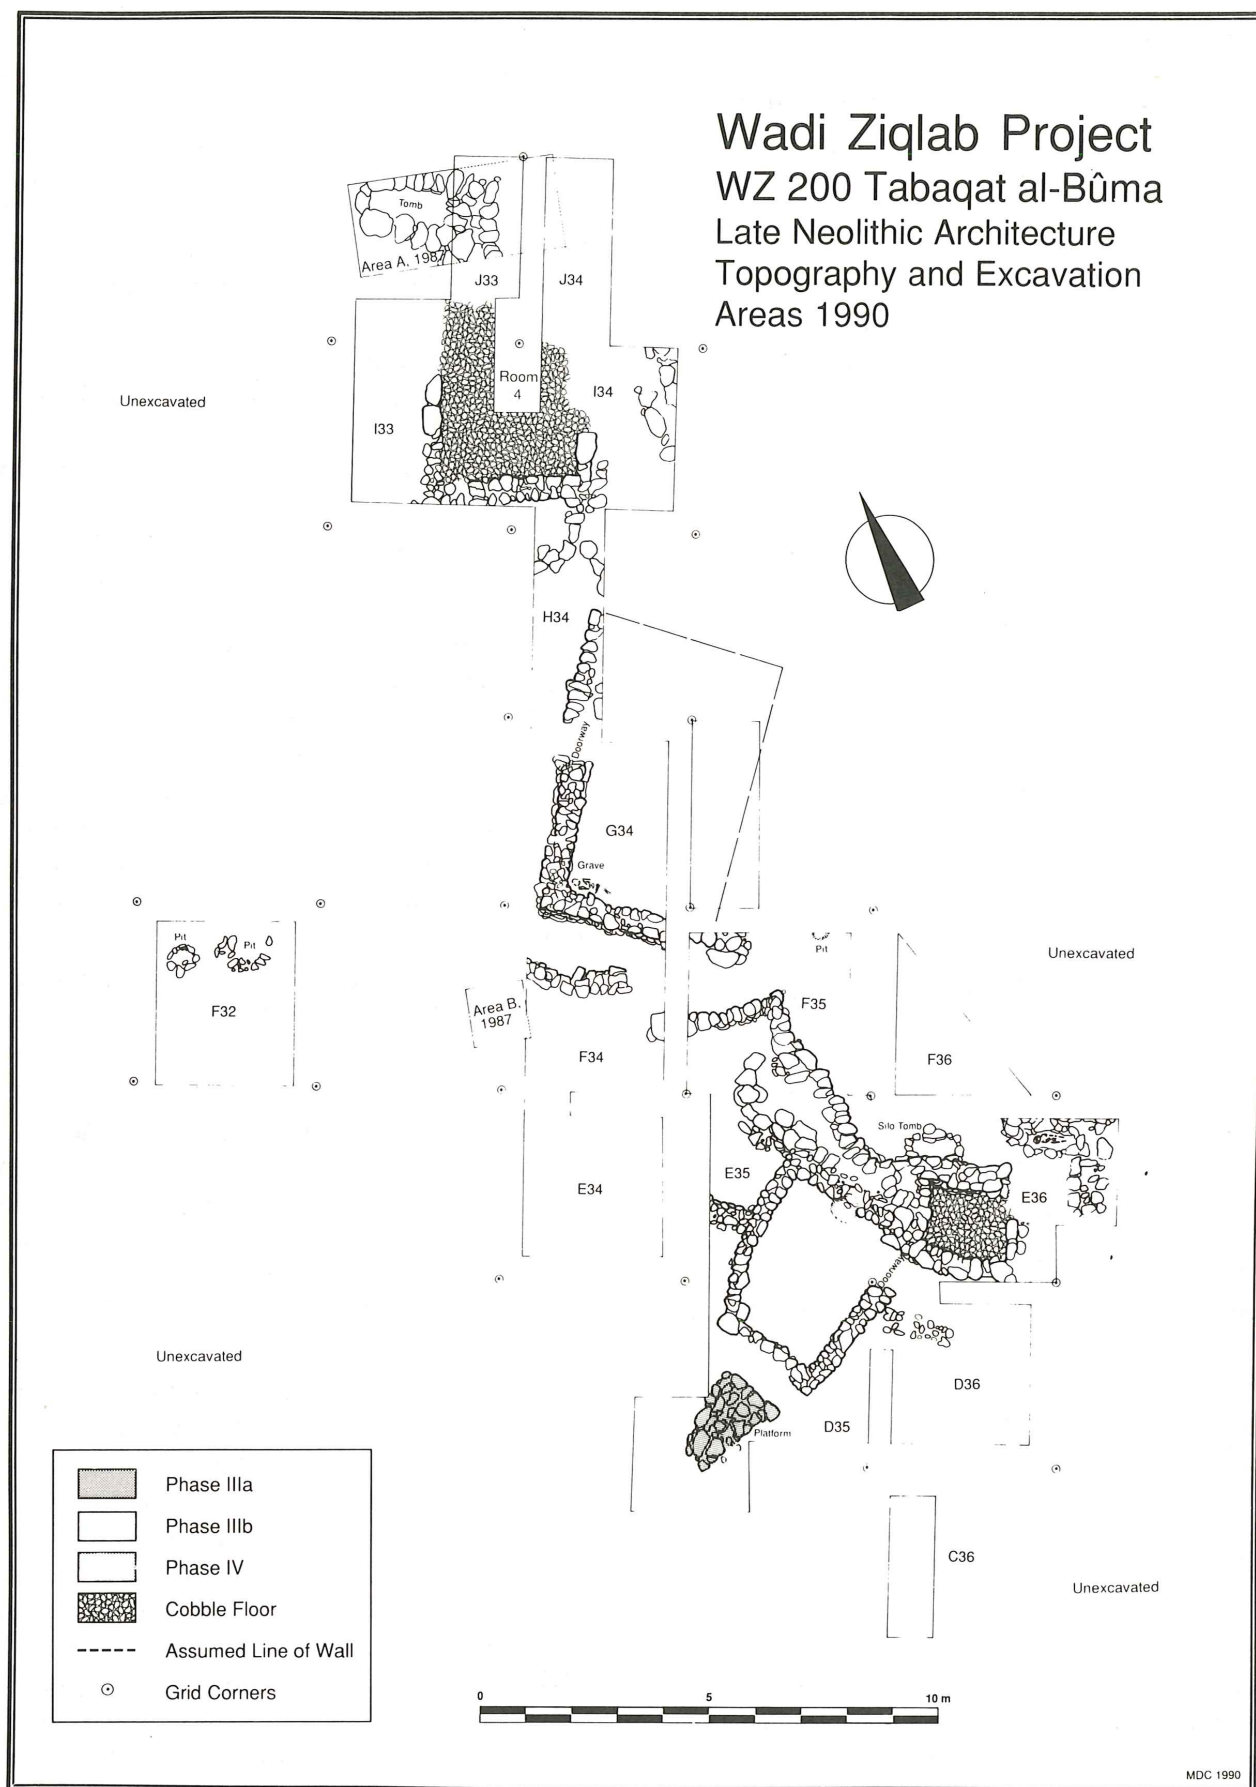 Wadi Ziqlab Project
WZ 200 Tabaqat al-Bûma
Late Neolithic Architecture
Topography and Excavation
Areas 1990
Tomb
Area A, 1987
J33
J34
Room
4
I34
I33
Unexcavated
H34
Doorway
G34
Grave
Pit
Pit
F32
Area B,
1987
F34
Pit
F35
F36
Unexcavated
Silo Tomb
E34
E35
E36
Doorway
Unexcavated
D36
D35
Platform
C36
Unexcavated
Phase IIIa
Phase IIIb
Phase IV
Cobble Floor
Assumed Line of Wall
Grid Corners
0 5 10 m
MDC 1990